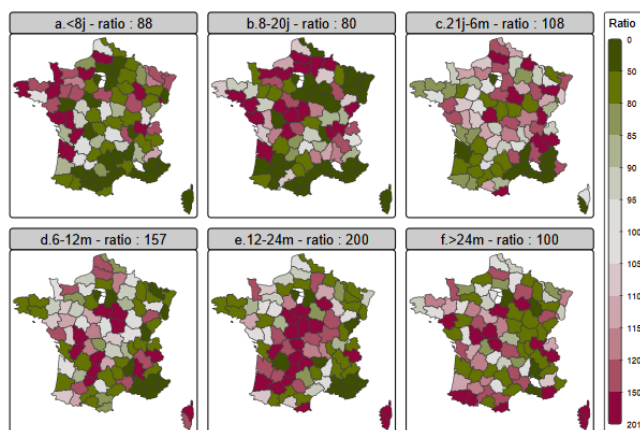 a.<8j - ratio : 88
b.8-20j - ratio : 80
c.21j-6m - ratio : 108
d.6-12m - ratio : 157
e.12-24m - ratio : 200
f.>24m - ratio : 100
Ratio
0
50
80
85
90
95
100
105
110
115
120
150
201